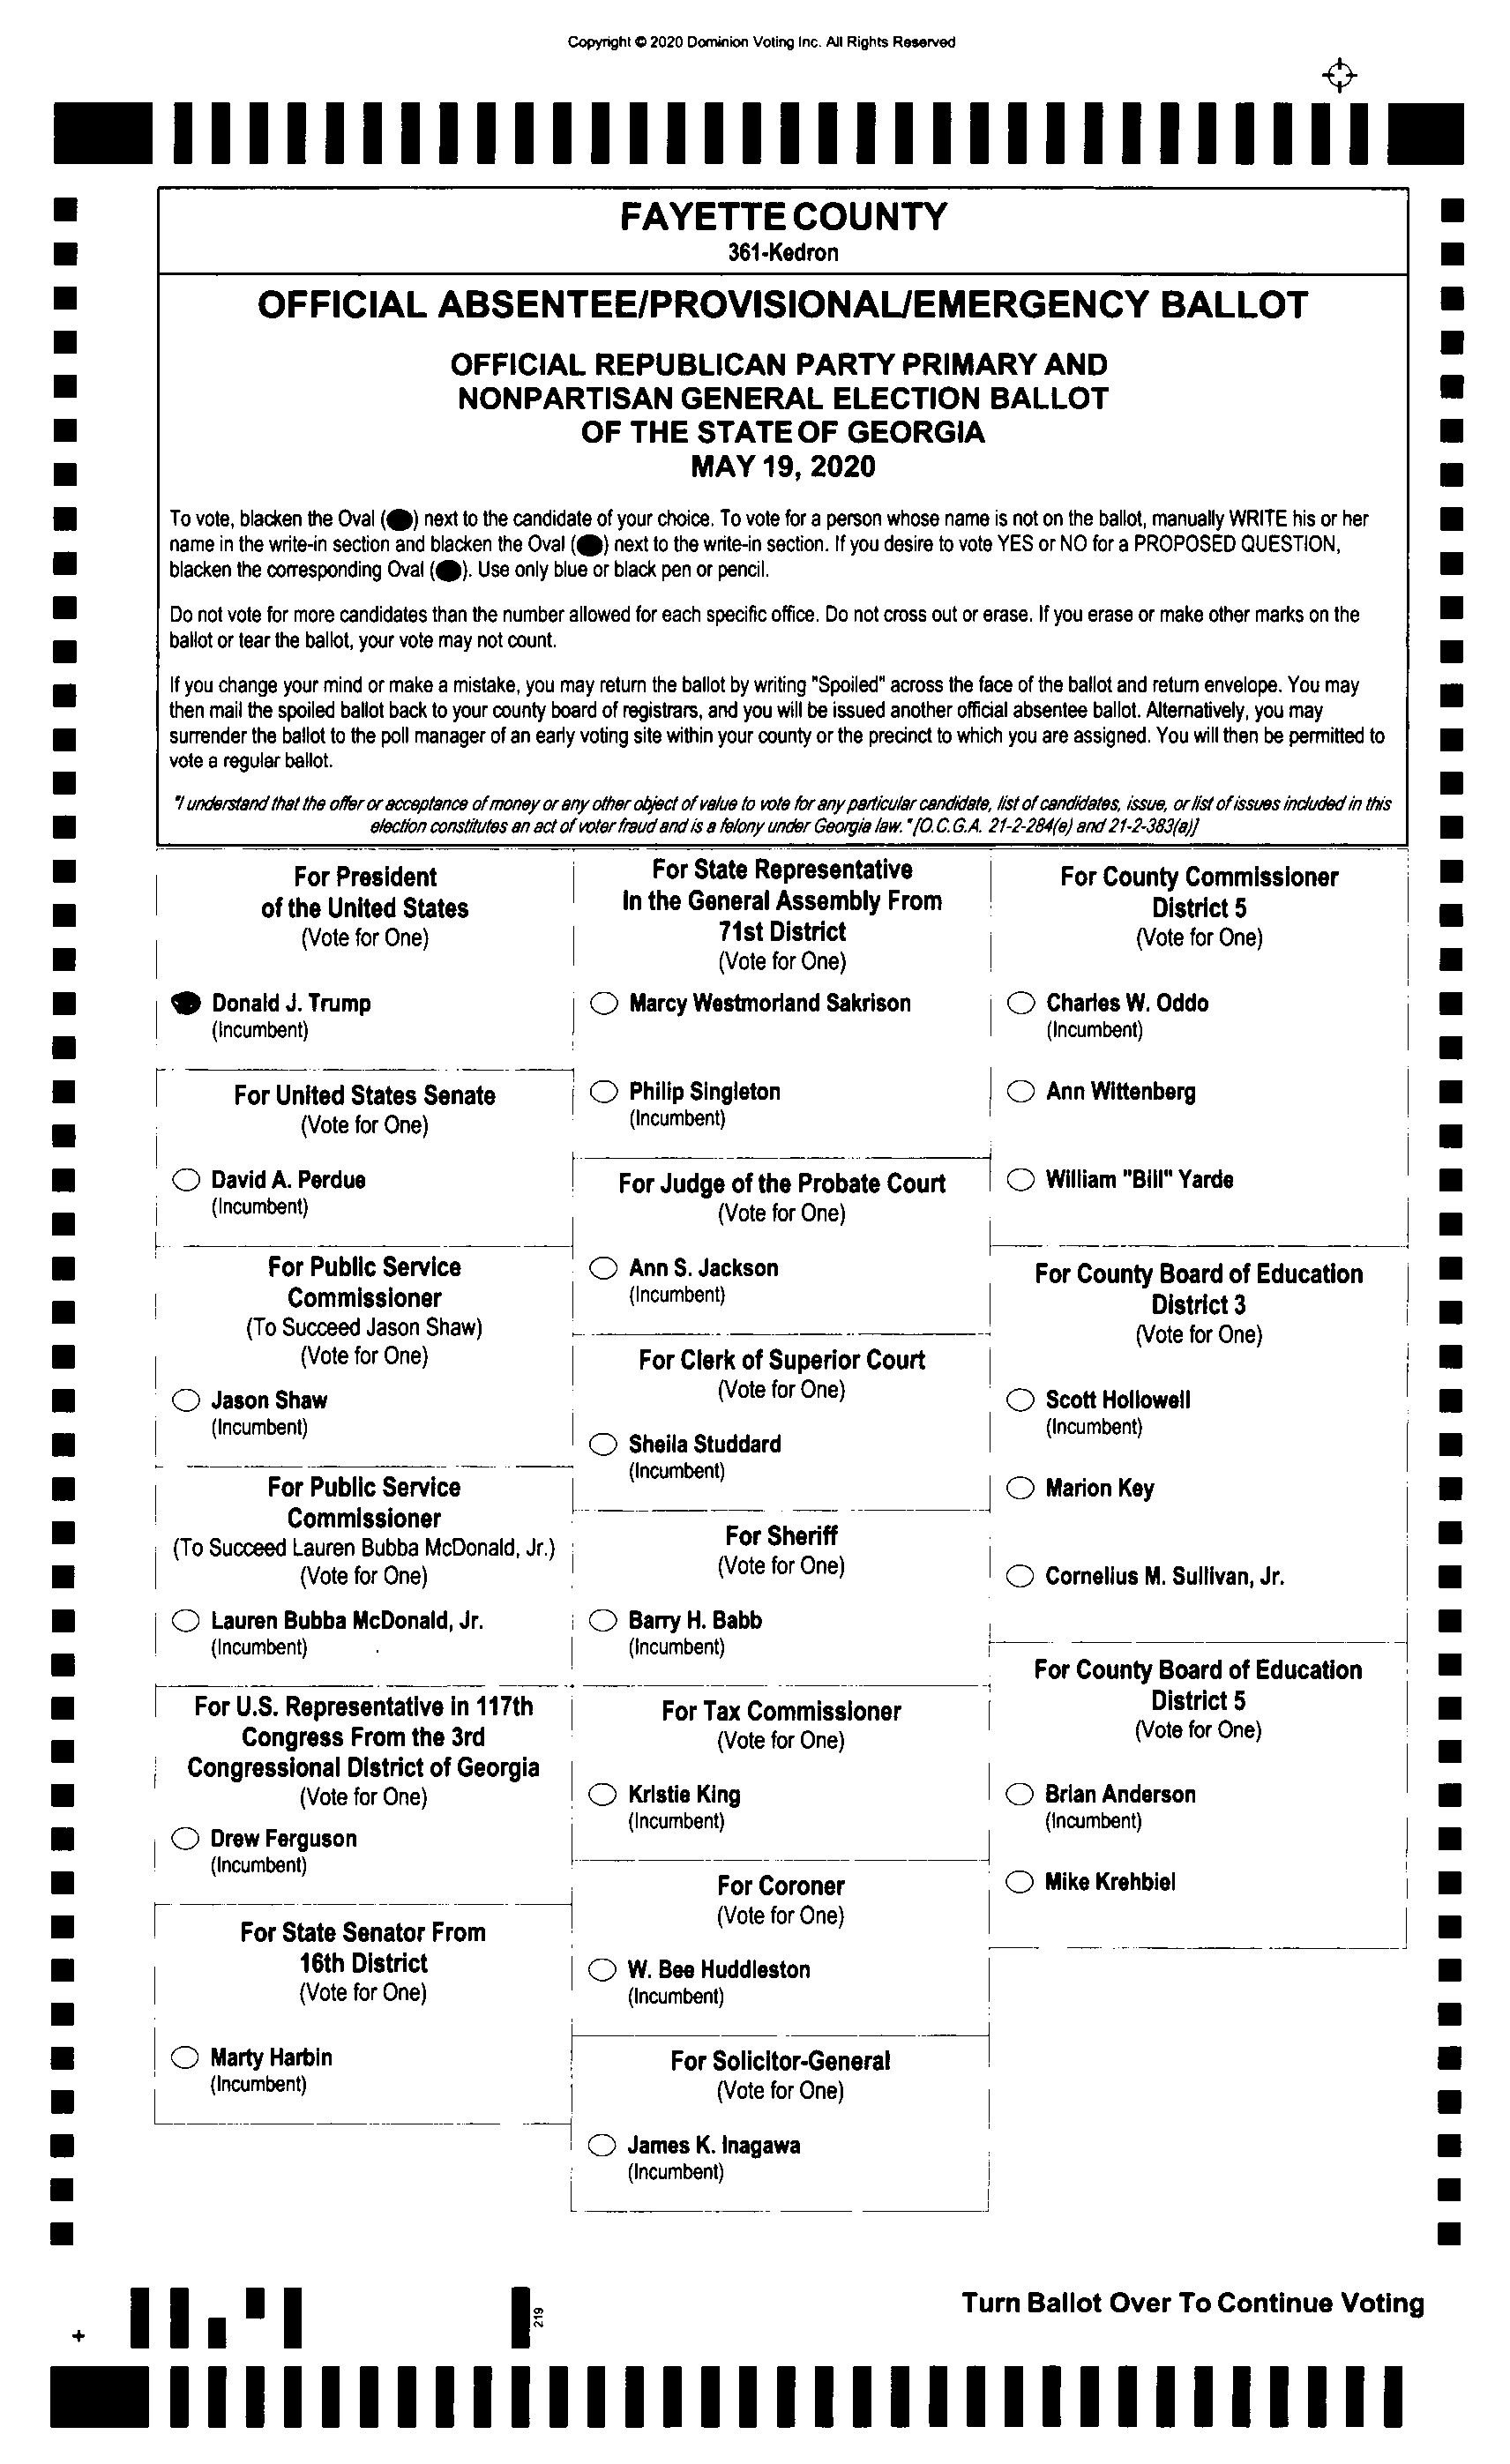 Copyright © 2020 Dominion Voting Inc. All Rights Reserved
FAYETTE COUNTY
361-Kedron
OFFICIAL ABSENTEE/PROVISIONAL/EMERGENCY BALLOT
OFFICIAL REPUBLICAN PARTY PRIMARY AND
NONPARTISAN GENERAL ELECTION BALLOT
OF THE STATE OF GEORGIA
MAY 19, 2020
To vote, blacken the Oval () next to the candidate of your choice. To vote for a person whose name is not on the ballot, manually WRITE his or her
name in the write-in section and blacken the Oval () next to the write-in section. If you desire to vote YES or NO for a PROPOSED QUESTION,
blacken the corresponding Oval (). Use only blue or black pen or pencil.
Do not vote for more candidates than the number allowed for each specific office. Do not cross out or erase. If you erase or make other marks on the
ballot or tear the ballot, your vote may not count.
If you change your mind or make a mistake, you may return the ballot by writing "Spoiled" across the face of the ballot and return envelope. You may
then mail the spoiled ballot back to your county board of registrars, and you will be issued another official absentee ballot. Alternatively, you may
surrender the ballot to the poll manager of an early voting site within your county or the precinct to which you are assigned. You will then be permitted to
vote a regular ballot.
"I understand that the offer or acceptance of money or any other object of value to vote for any particular candidate, list of candidates, issue, or list of issues included in this
election constitutes an act of voter fraud and is a felony under Georgia law." [O.C.G.A. 21-2-284(e) and 21-2-383(a)]
For President
of the United States
(Vote for One)
Donald J. Trump
(Incumbent)
For United States Senate
(Vote for One)
David A. Perdue
(Incumbent)
For Public Service
Commissioner
(To Succeed Jason Shaw)
(Vote for One)
Jason Shaw
(Incumbent)
For Public Service
Commissioner
(To Succeed Lauren Bubba McDonald, Jr.)
(Vote for One)
Lauren Bubba McDonald, Jr.
(Incumbent)
For U.S. Representative in 117th
Congress From the 3rd
Congressional District of Georgia
(Vote for One)
Drew Ferguson
(Incumbent)
For State Senator From
16th District
(Vote for One)
Marty Harbin
(Incumbent)
For State Representative
In the General Assembly From
71st District
(Vote for One)
Marcy Westmorland Sakrison
Philip Singleton
(Incumbent)
For Judge of the Probate Court
(Vote for One)
Ann S. Jackson
(Incumbent)
For Clerk of Superior Court
(Vote for One)
Sheila Studdard
(Incumbent)
For Sheriff
(Vote for One)
Barry H. Babb
(Incumbent)
For Tax Commissioner
(Vote for One)
Kristie King
(Incumbent)
For Coroner
(Vote for One)
W. Bee Huddleston
(Incumbent)
For Solicitor-General
(Vote for One)
James K. Inagawa
(Incumbent)
For County Commissioner
District 5
(Vote for One)
Charles W. Oddo
(Incumbent)
Ann Wittenberg
William "Bill" Yarde
For County Board of Education
District 3
(Vote for One)
Scott Hollowell
(Incumbent)
Marion Key
Cornelius M. Sullivan, Jr.
For County Board of Education
District 5
(Vote for One)
Brian Anderson
(Incumbent)
Mike Krehbiel
219
Turn Ballot Over To Continue Voting